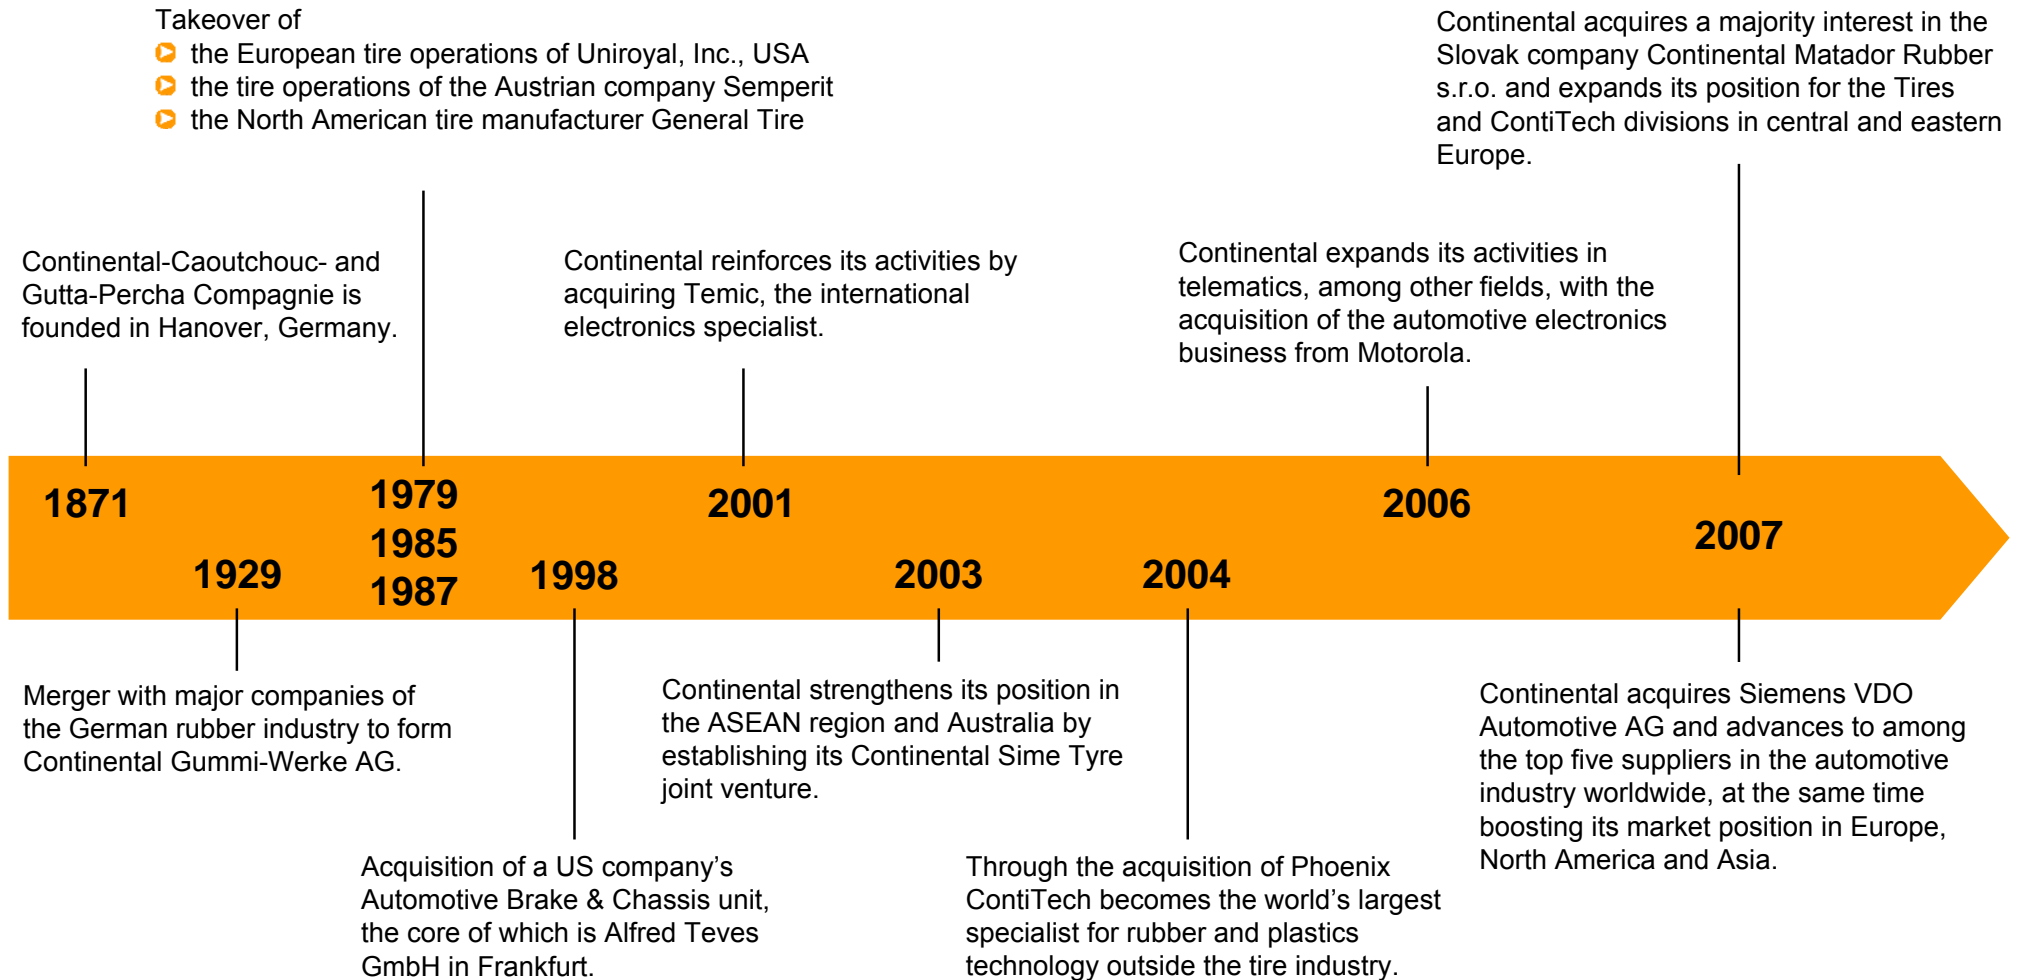 Takeover of
the European tire operations of Uniroyal, Inc., USA
the tire operations of the Austrian company Semperit
the North American tire manufacturer General Tire
Continental acquires a majority interest in the
Slovak company Continental Matador Rubber
s.r.o. and expands its position for the Tires
and ContiTech divisions in central and eastern
Europe.
Continental-Caoutchouc- and
Gutta-Percha Compagnie is
founded in Hanover, Germany.
Continental reinforces its activities by
acquiring Temic, the international
electronics specialist.
Continental expands its activities in
telematics, among other fields, with the
acquisition of the automotive electronics
business from Motorola.
1871
1929
1979
1985
1987
1998
2001
2003
2004
2006
2007
Merger with major companies of
the German rubber industry to form
Continental Gummi-Werke AG.
Acquisition of a US company’s
Automotive Brake & Chassis unit,
the core of which is Alfred Teves
GmbH in Frankfurt.
Continental strengthens its position in
the ASEAN region and Australia by
establishing its Continental Sime Tyre
joint venture.
Through the acquisition of Phoenix
ContiTech becomes the world’s largest
specialist for rubber and plastics
technology outside the tire industry.
Continental acquires Siemens VDO
Automotive AG and advances to among
the top five suppliers in the automotive
industry worldwide, at the same time
boosting its market position in Europe,
North America and Asia.